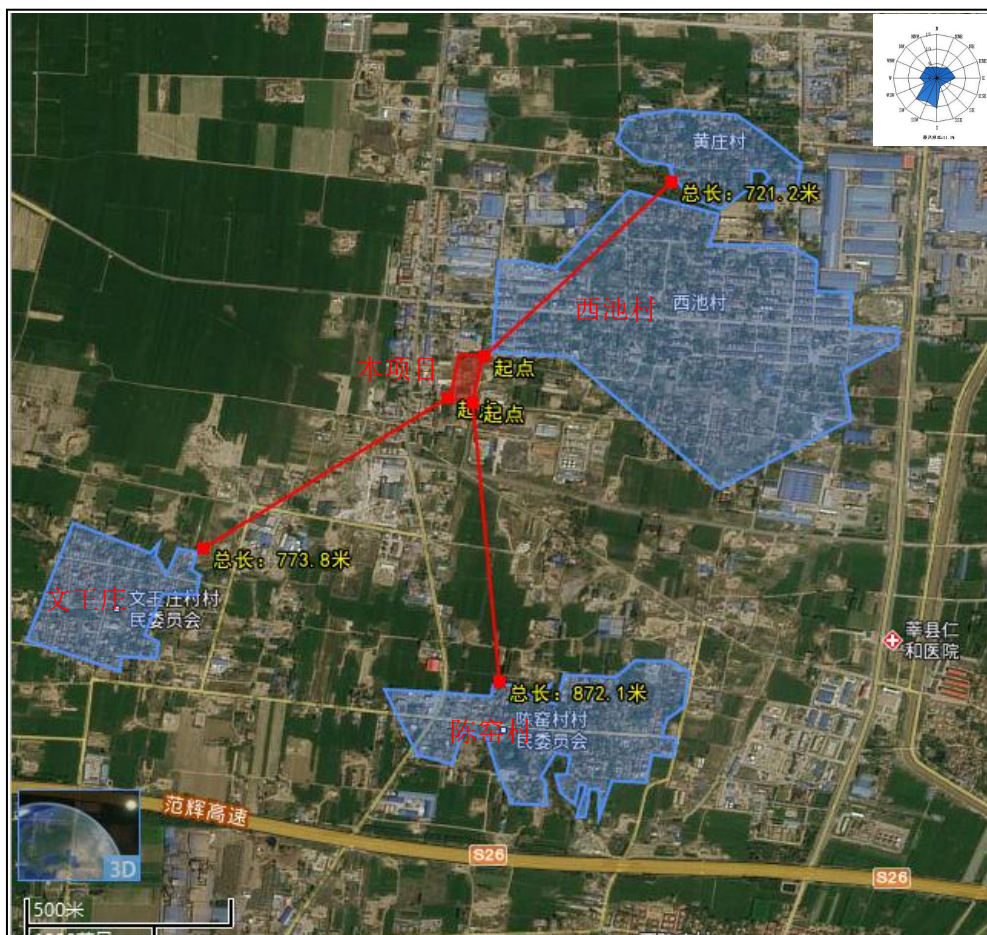 N
黄庄村
总长：721.2米
西池村
西池村
本项目
起点
起点
起点
总长：773.8米
文王庄
文王庄村村
民委员会
莘县仁
和医院
总长：872.1米
陈窑村
陈窑村村
民委员会
范辉高速
S26
S26
3D
500米